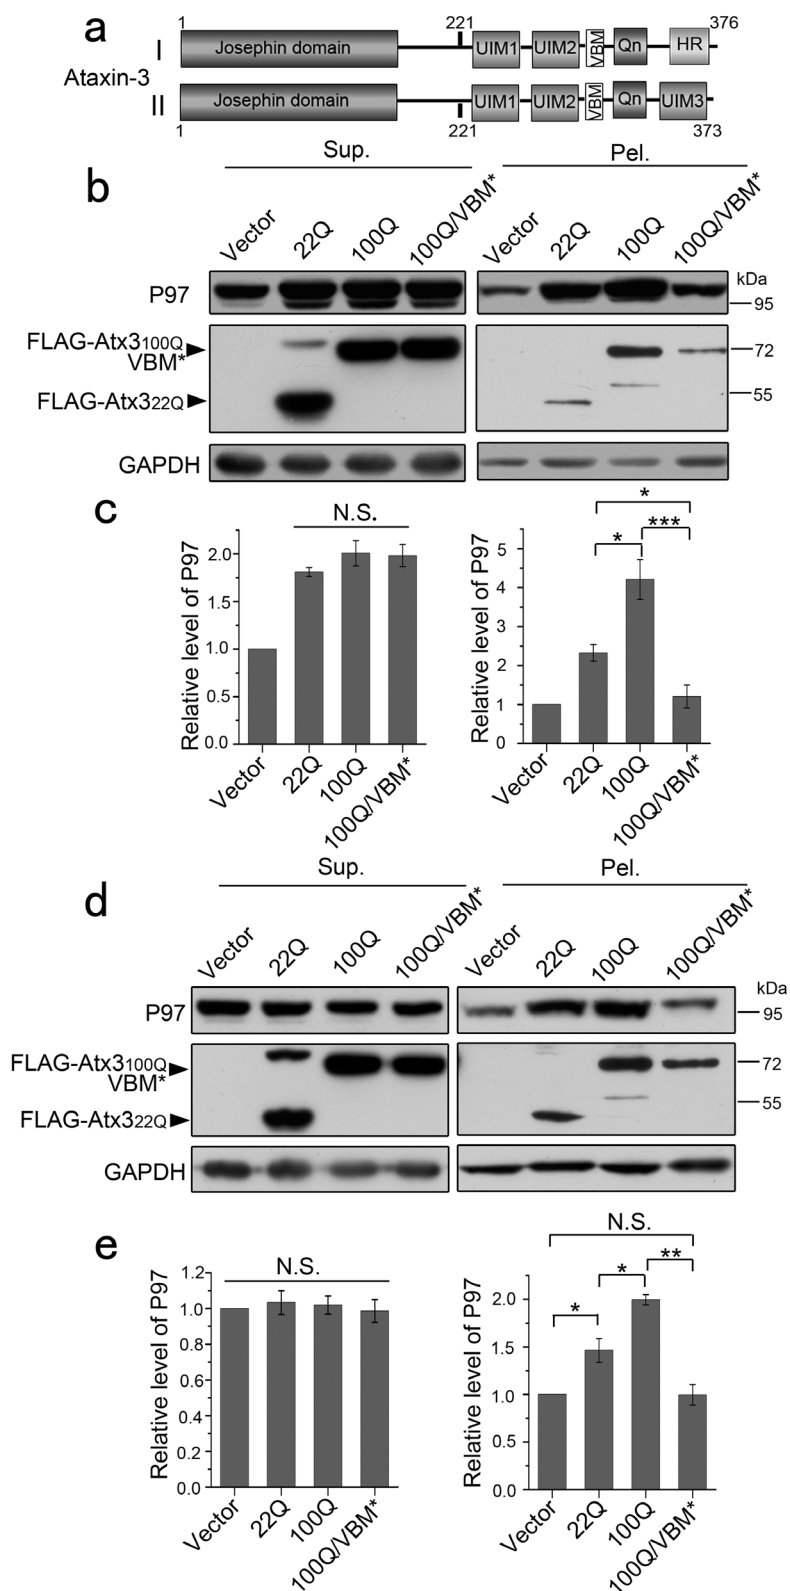 a
1 221 376
I Josephin domain UIM1 UIM2 VBM Qn HR
Ataxin-3
II Josephin domain UIM1 UIM2 VBM Qn UIM3
1 221 373
b
Sup. Pel.
Vector 22Q 100Q 100Q/VBM* Vector 22Q 100Q 100Q/VBM*
kDa
P97 95
FLAG-Atx3100Q 72
VBM*
FLAG-Atx322Q 55
GAPDH
c
N.S. * * ***
Relative level of P97
2.0
1.5
1.0
0.5
0.0
Vector 22Q 100Q 100Q/VBM*
Relative level of P97
5
4
3
2
1
0
Vector 22Q 100Q 100Q/VBM*
d
Sup. Pel.
Vector 22Q 100Q 100Q/VBM* Vector 22Q 100Q 100Q/VBM*
kDa
P97 95
FLAG-Atx3100Q 72
VBM*
FLAG-Atx322Q 55
GAPDH
e
N.S.
Relative level of P97
1.2
1.0
0.8
0.6
0.4
0.2
0.0
Vector 22Q 100Q 100Q/VBM*
N.S.
* * **
Relative level of P97
2.0
1.5
1.0
0.5
0.0
Vector 22Q 100Q 100Q/VBM*